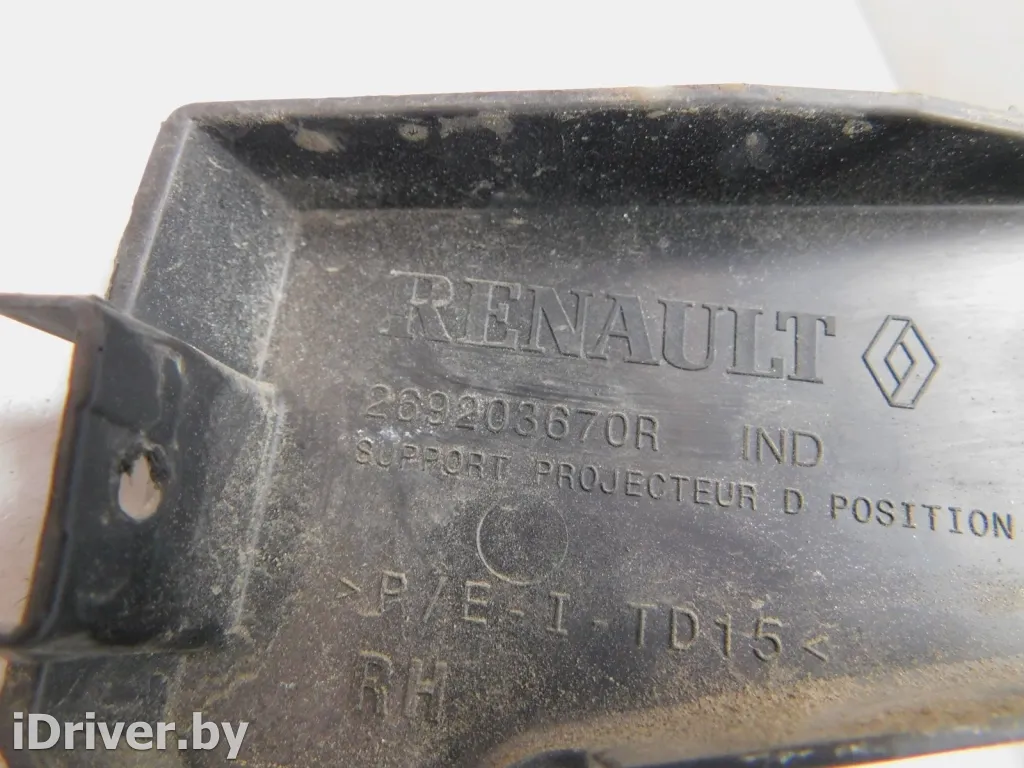 RENAULT
269203670R IND
SUPPORT PROJECTEUR D POSITION
>P/E-I-TD15<
RH
iDriver.by